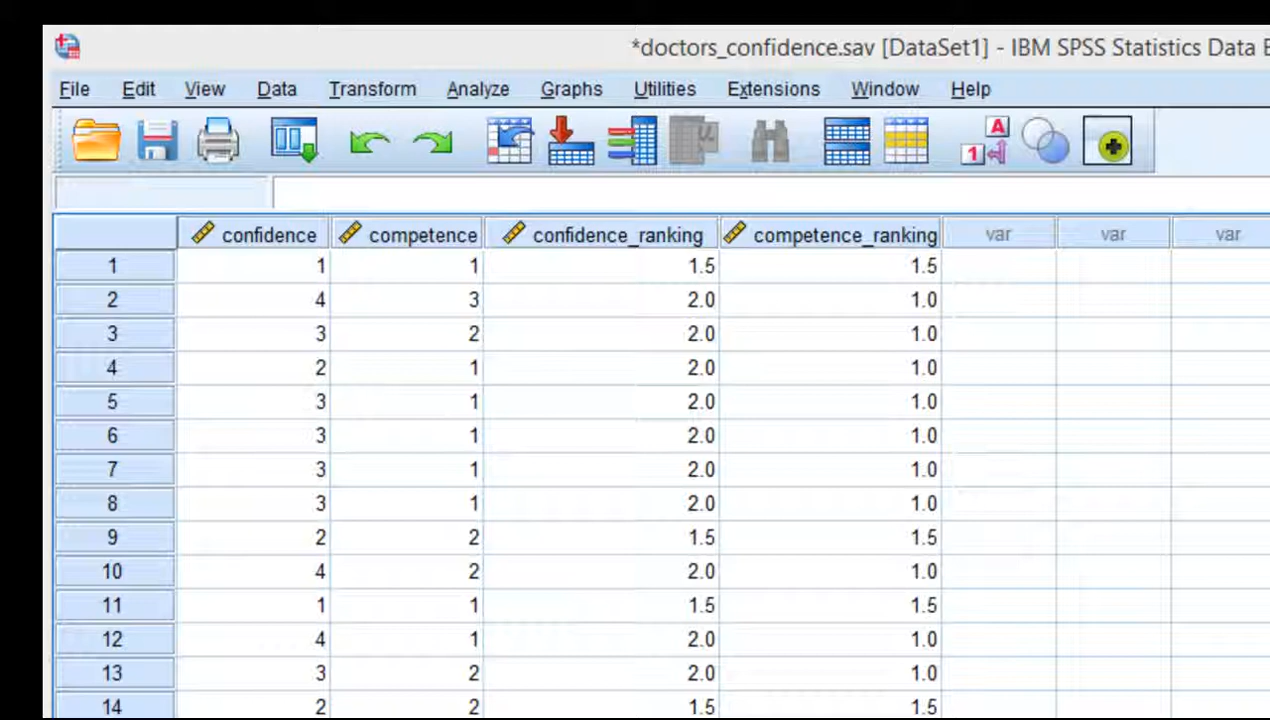 *doctors_confidence.sav [DataSet1] - IBM SPSS Statistics Data
File Edit View Data Transform Analyze Graphs Utilities Extensions Window Help
A
1
confidence competence confidence_ranking competence_ranking var var var
1 1 1 1.5 1.5
2 4 3 2.0 1.0
3 3 2 2.0 1.0
4 2 1 2.0 1.0
5 3 1 2.0 1.0
6 3 1 2.0 1.0
7 3 1 2.0 1.0
8 3 1 2.0 1.0
9 2 2 1.5 1.5
10 4 2 2.0 1.0
11 1 1 1.5 1.5
12 4 1 2.0 1.0
13 3 2 2.0 1.0
14 2 2 1.5 1.5